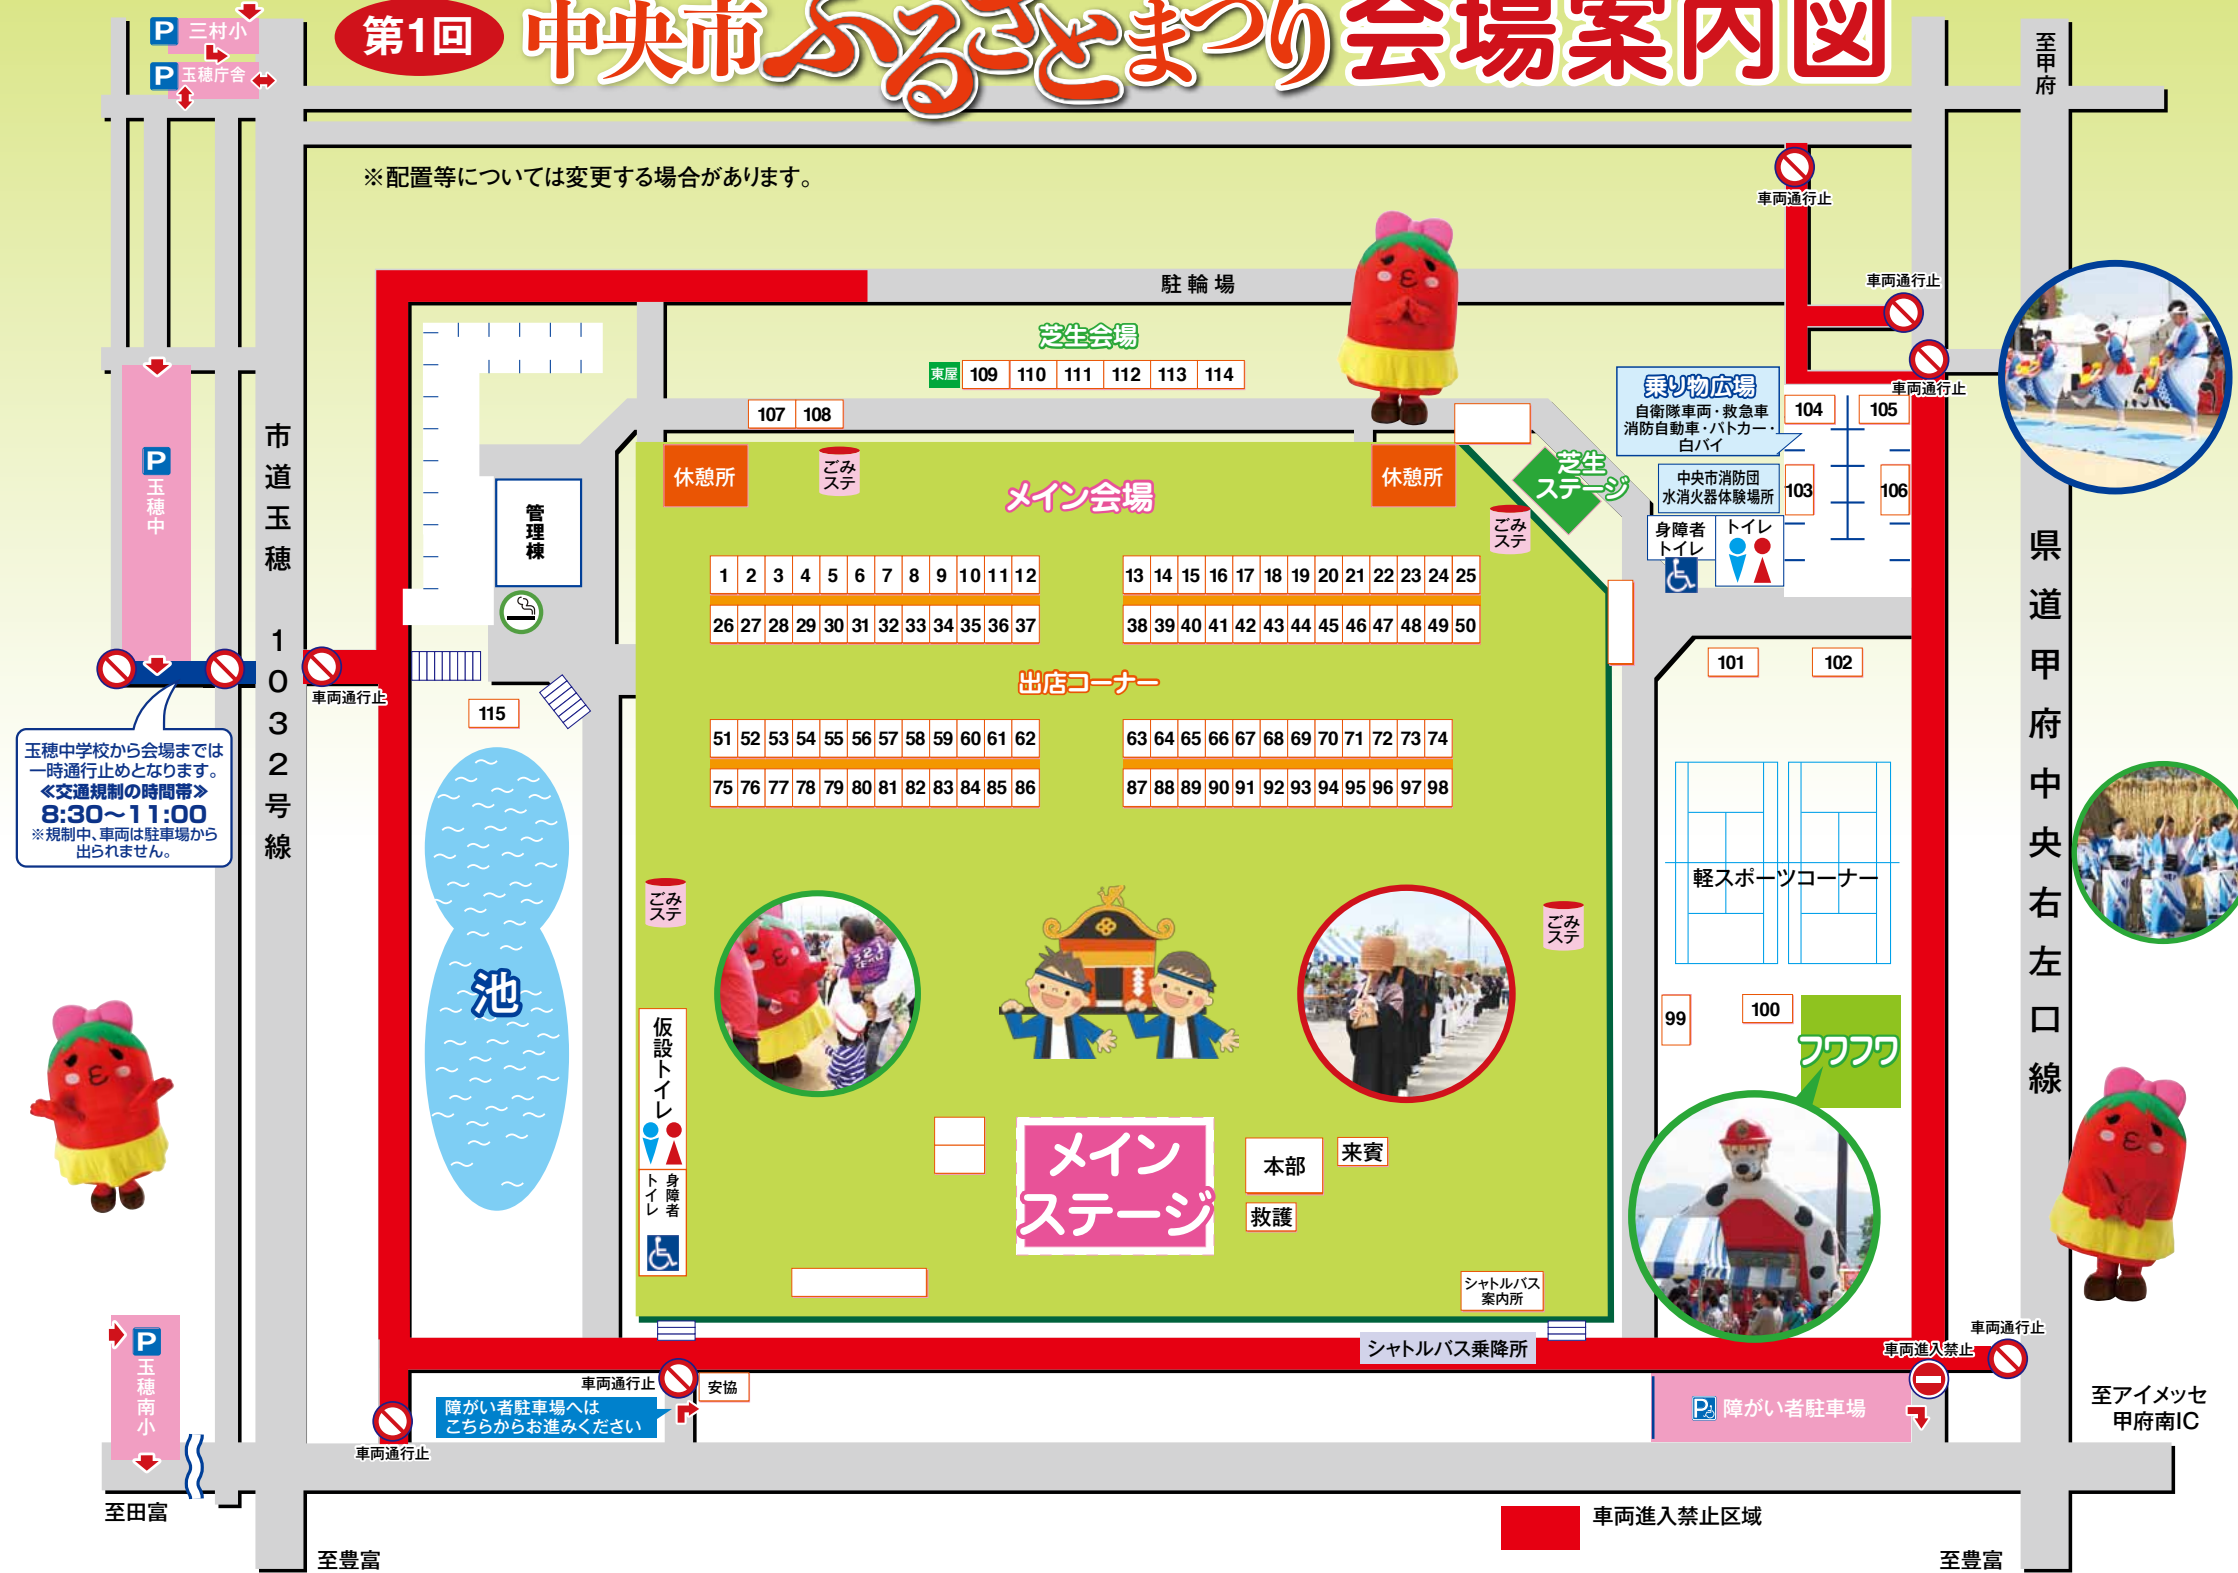 第1回 中央市ふるさとまつり会場案内図
P 三村小
P 玉穂庁舎
至甲府
※配置等については変更する場合があります。
車両通行止
駐輪場
車両通行止
車両通行止
芝生会場
東屋 109 110 111 112 113 114
107 108
乗り物広場
自衛隊車両・救急車
消防自動車・パトカー・
白バイ
104 105
中央市消防団
水消火器体験場所
103 106
P 玉穂中
市道玉穂 1032号線
管理棟
休憩所
ごみ
ステ
メイン会場
休憩所
ごみ
ステ
芝生
ステージ
身障者
トイレ
トイレ
1 2 3 4 5 6 7 8 9 10 11 12
13 14 15 16 17 18 19 20 21 22 23 24 25
26 27 28 29 30 31 32 33 34 35 36 37
38 39 40 41 42 43 44 45 46 47 48 49 50
出店コーナー
101 102
県道甲府中央右左口線
車両通行止
115
51 52 53 54 55 56 57 58 59 60 61 62
63 64 65 66 67 68 69 70 71 72 73 74
75 76 77 78 79 80 81 82 83 84 85 86
87 88 89 90 91 92 93 94 95 96 97 98
玉穂中学校から会場までは
一時通行止めとなります。
≪交通規制の時間帯≫
8:30〜11:00
※規制中、車両は駐車場から
出られません。
軽スポーツコーナー
池
ごみ
ステ
ごみ
ステ
99 100
フワフワ
仮設トイレ
身障者
トイレ
メイン
ステージ
本部
来賓
救護
シャトルバス
案内所
シャトルバス乗降所
車両通行止
車両進入禁止
P 玉穂南小
車両通行止
安協
障がい者駐車場へは
こちらからお進みください
車両通行止
P 障がい者駐車場
至アイメッセ
甲府南IC
至田富
車両進入禁止区域
至豊富
至豊富